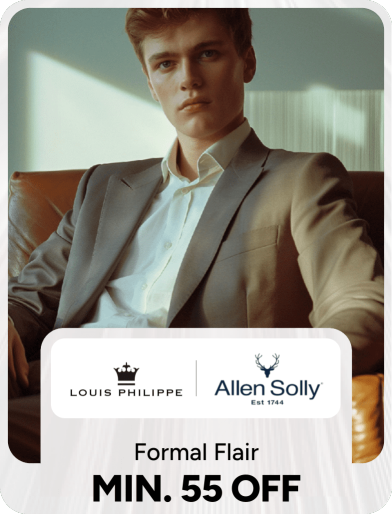 LOUIS PHILIPPE
Allen Solly
Est 1744
Formal Flair
MIN. 55 OFF